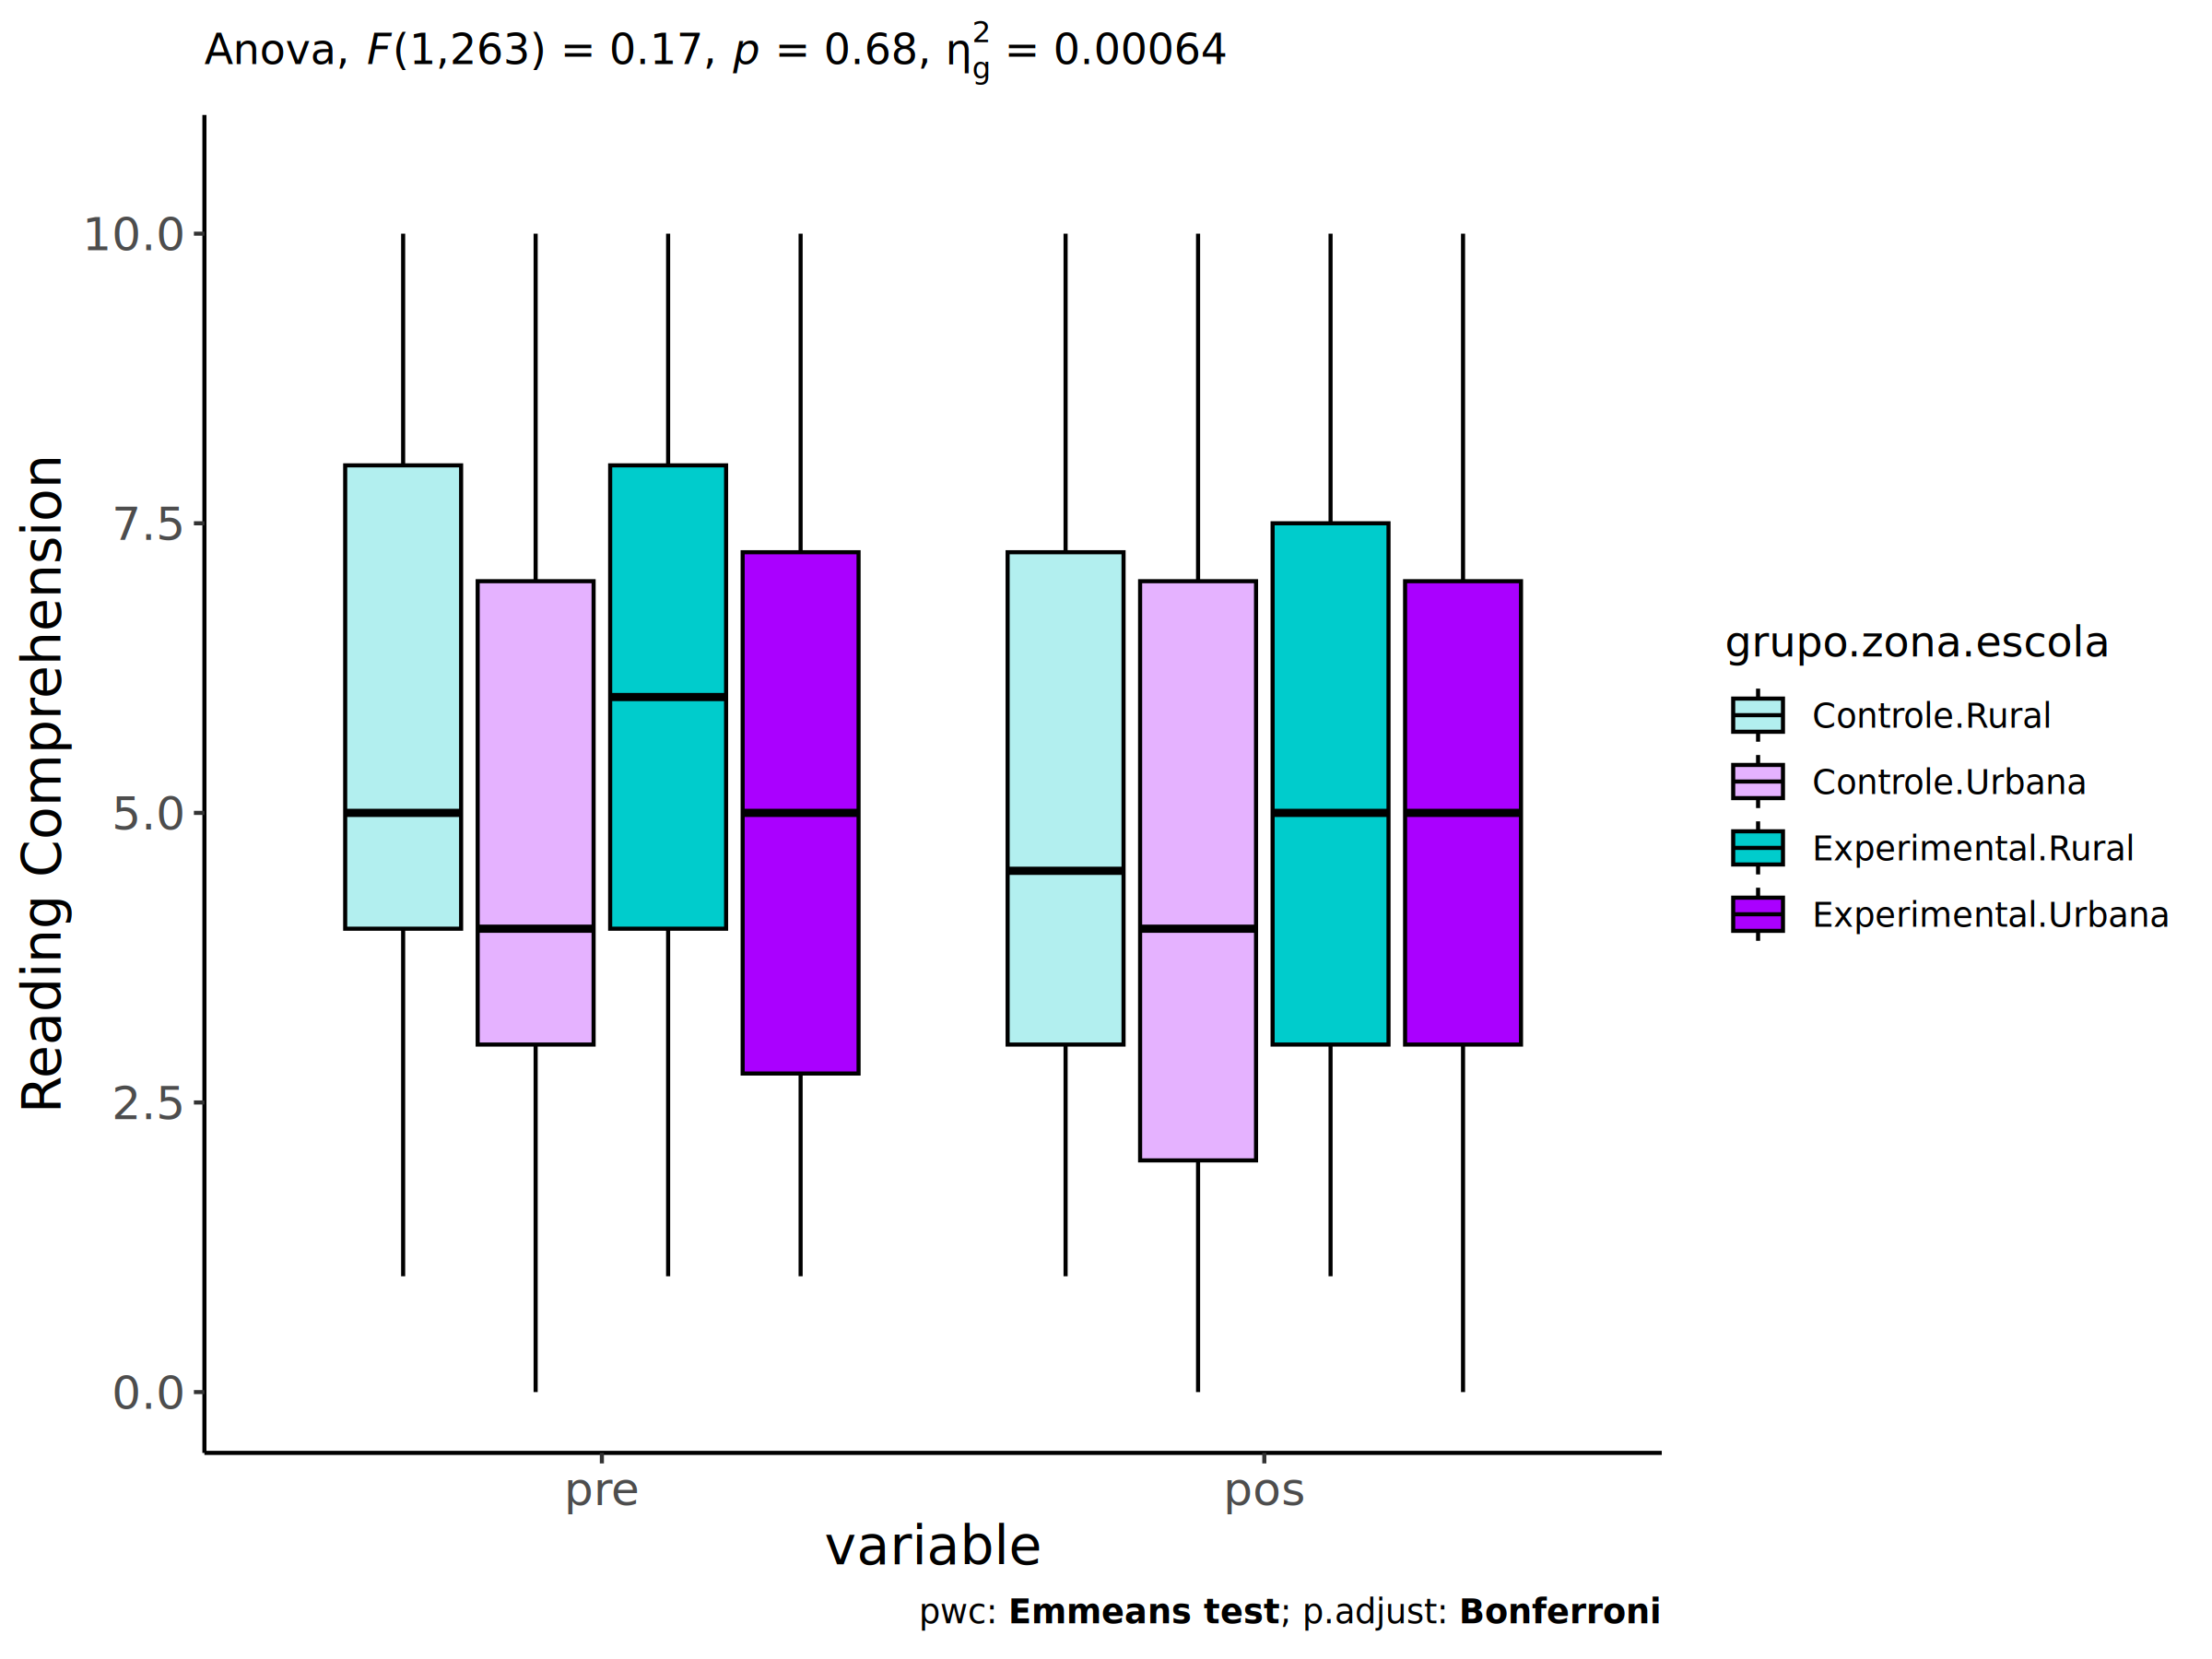 Anova, F(1,263) = 0.17, p = 0.68, η²g = 0.00064
Reading Comprehension
10.0
7.5
5.0
2.5
0.0
pre
pos
variable
grupo.zona.escola
Controle.Rural
Controle.Urbana
Experimental.Rural
Experimental.Urbana
pwc: Emmeans test; p.adjust: Bonferroni